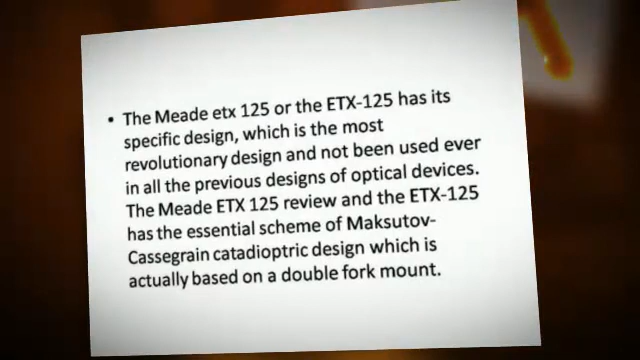 • The Meade etx 125 or the ETX-125 has its
specific design, which is the most
revolutionary design and not been used ever
in all the previous designs of optical devices.
The Meade ETX 125 review and the ETX-125
has the essential scheme of Maksutov-
Cassegrain catadioptric design which is
actually based on a double fork mount.